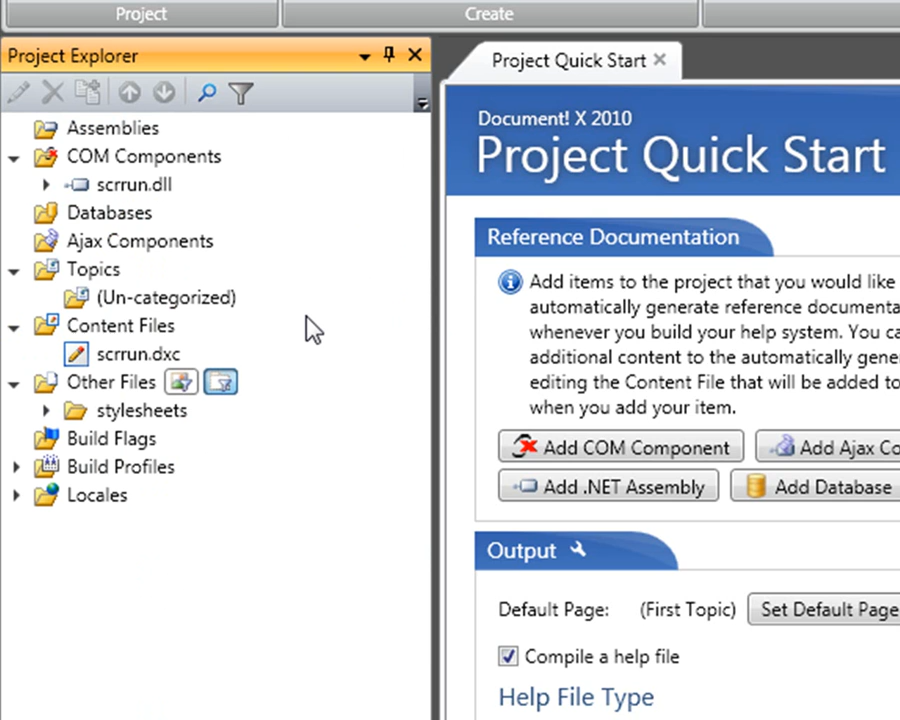 Project
Create
Project Explorer
Assemblies
COM Components
scrrun.dll
Databases
Ajax Components
Topics
(Un-categorized)
Content Files
scrrun.dxc
Other Files
stylesheets
Build Flags
Build Profiles
Locales
Project Quick Start
Document! X 2010
Project Quick Start
Reference Documentation
Add items to the project that you would like
automatically generate reference documenta
whenever you build your help system. You ca
additional content to the automatically gene
editing the Content File that will be added to
when you add your item.
Add COM Component
Add Ajax Co
Add .NET Assembly
Add Database
Output
Default Page: (First Topic) Set Default Page
Compile a help file
Help File Type